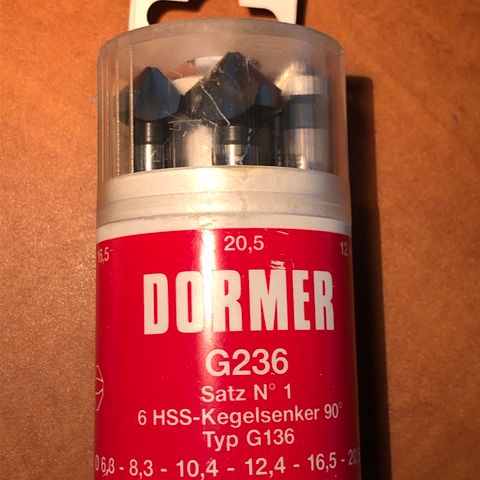 20,5
DORMER
G236
Satz N° 1
6 HSS-Kegelsenker 90°
Typ G136
6,3 - 8,3 - 10,4 - 12,4 - 16,5 -